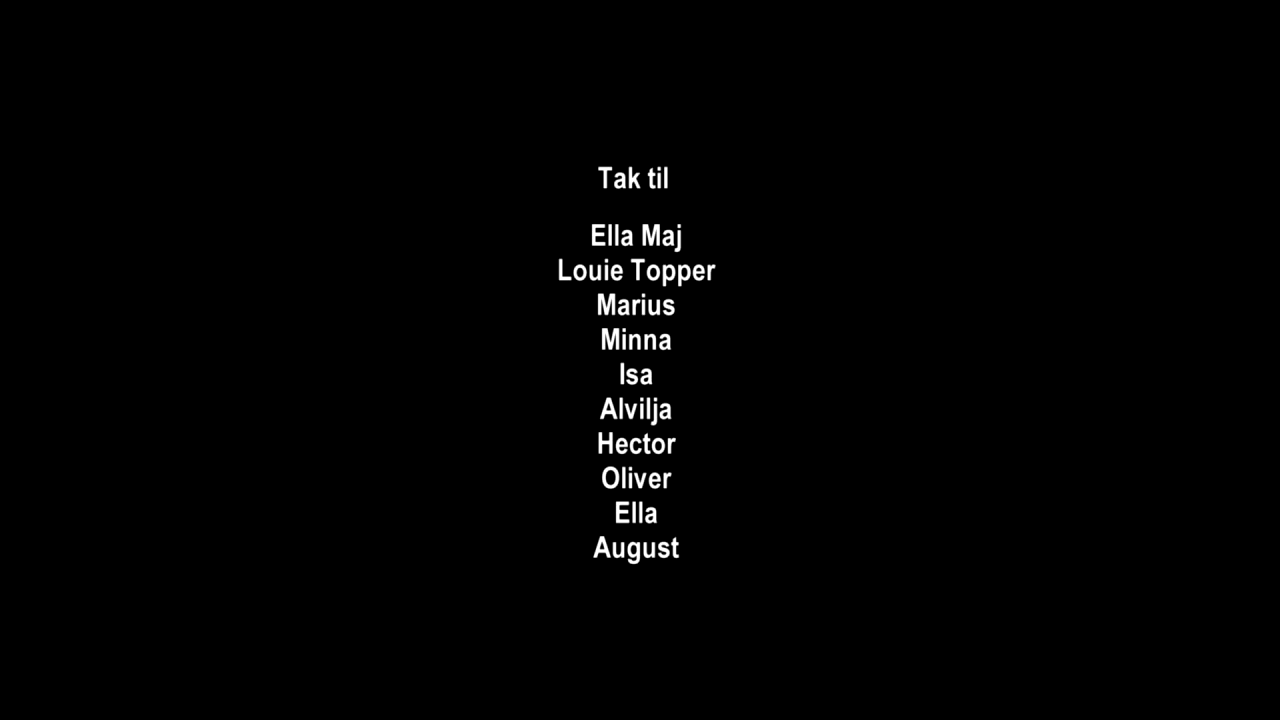 Tak til
Ella Maj
Louie Topper
Marius
Minna
Isa
Alvilja
Hector
Oliver
Ella
August